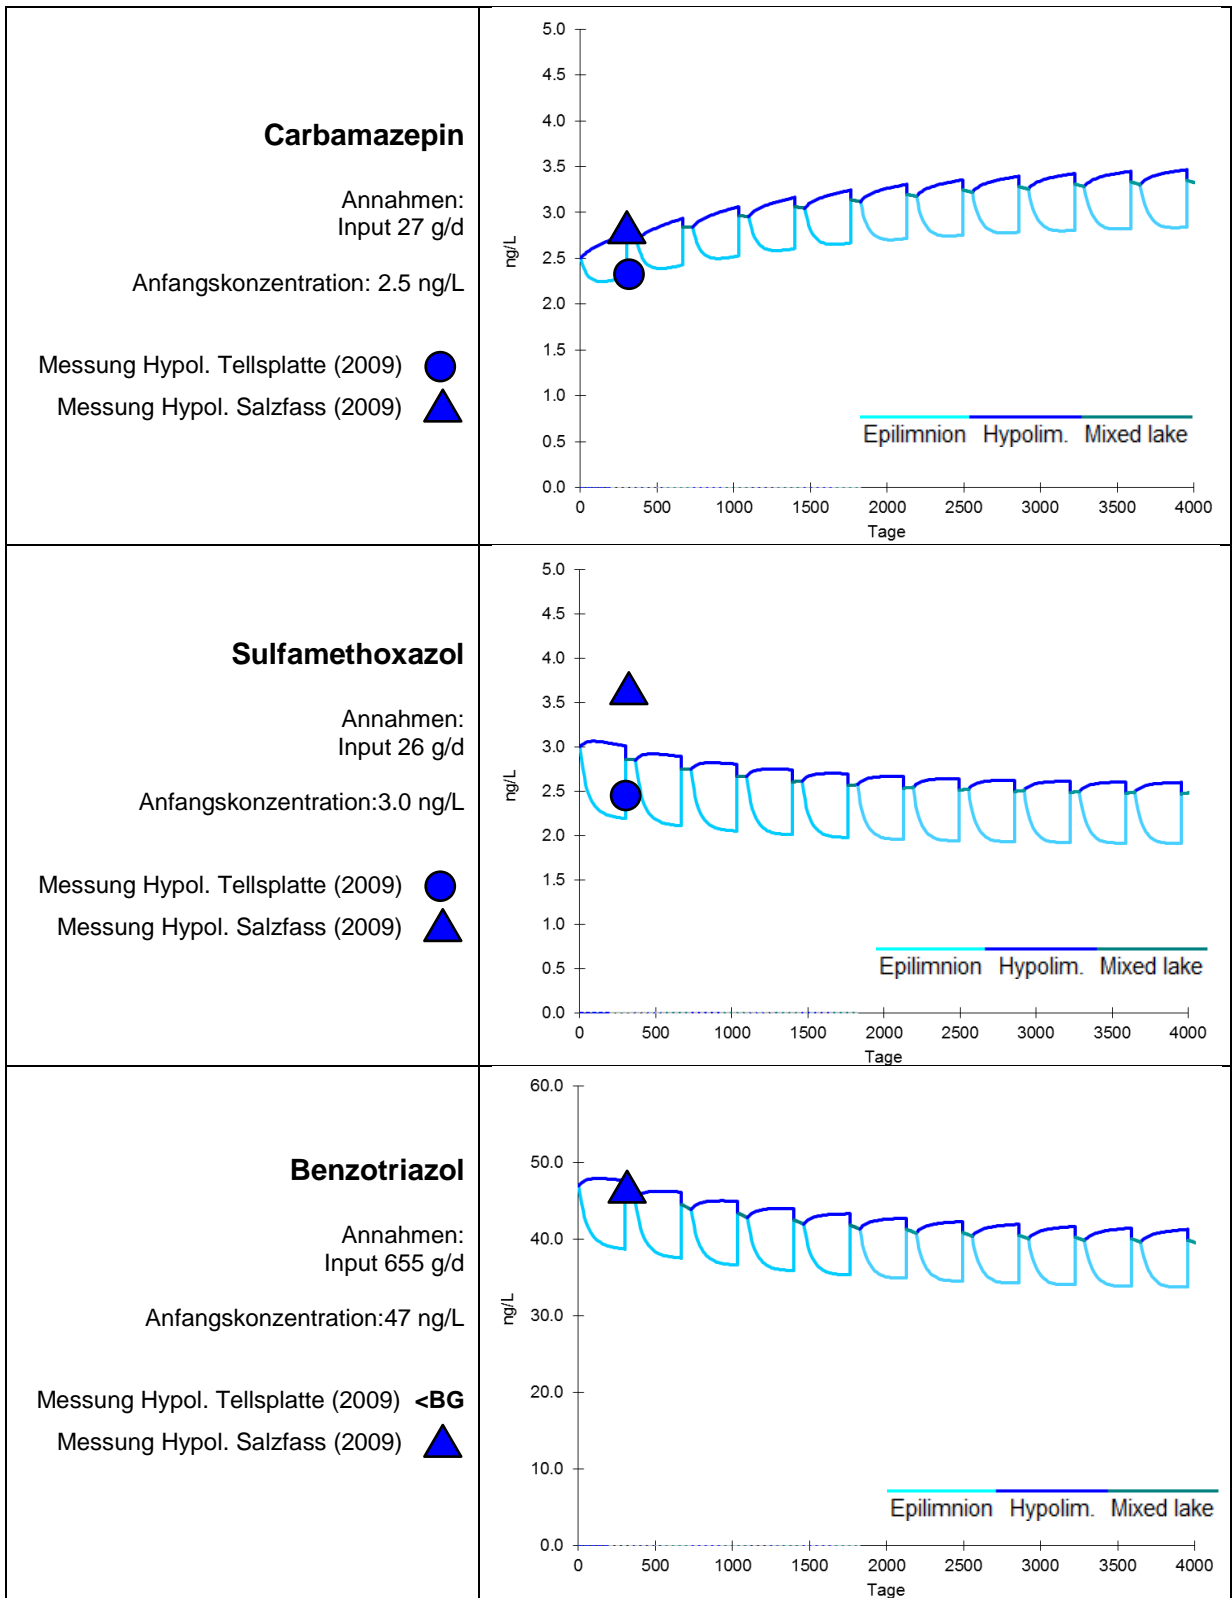 Carbamazepin
Annahmen:
Input 27 g/d
Anfangskonzentration: 2.5 ng/L
Messung Hypol. Tellsplatte (2009)
Messung Hypol. Salzfass (2009)
5.0
4.5
4.0
3.5
3.0
2.5
2.0
1.5
1.0
0.5
0.0
ng/L
0 500 1000 1500 2000 2500 3000 3500 4000
Tage
Epilimnion Hypolim. Mixed lake
Sulfamethoxazol
Annahmen:
Input 26 g/d
Anfangskonzentration:3.0 ng/L
Messung Hypol. Tellsplatte (2009)
Messung Hypol. Salzfass (2009)
5.0
4.5
4.0
3.5
3.0
2.5
2.0
1.5
1.0
0.5
0.0
ng/L
0 500 1000 1500 2000 2500 3000 3500 4000
Tage
Epilimnion Hypolim. Mixed lake
Benzotriazol
Annahmen:
Input 655 g/d
Anfangskonzentration:47 ng/L
Messung Hypol. Tellsplatte (2009) <BG
Messung Hypol. Salzfass (2009)
60.0
50.0
40.0
30.0
20.0
10.0
0.0
ng/L
0 500 1000 1500 2000 2500 3000 3500 4000
Tage
Epilimnion Hypolim. Mixed lake